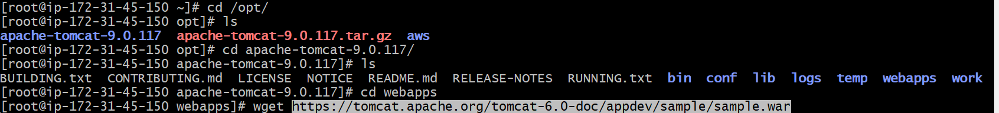 [root@ip-172-31-45-150 ~]# cd /opt/
[root@ip-172-31-45-150 opt]# ls
apache-tomcat-9.0.117  apache-tomcat-9.0.117.tar.gz  aws
[root@ip-172-31-45-150 opt]# cd apache-tomcat-9.0.117/
[root@ip-172-31-45-150 apache-tomcat-9.0.117]# ls
BUILDING.txt  CONTRIBUTING.md  LICENSE  NOTICE  README.md  RELEASE-NOTES  RUNNING.txt  bin  conf  lib  logs  temp  webapps  work
[root@ip-172-31-45-150 apache-tomcat-9.0.117]# cd webapps
[root@ip-172-31-45-150 webapps]# wget https://tomcat.apache.org/tomcat-6.0-doc/appdev/sample/sample.war